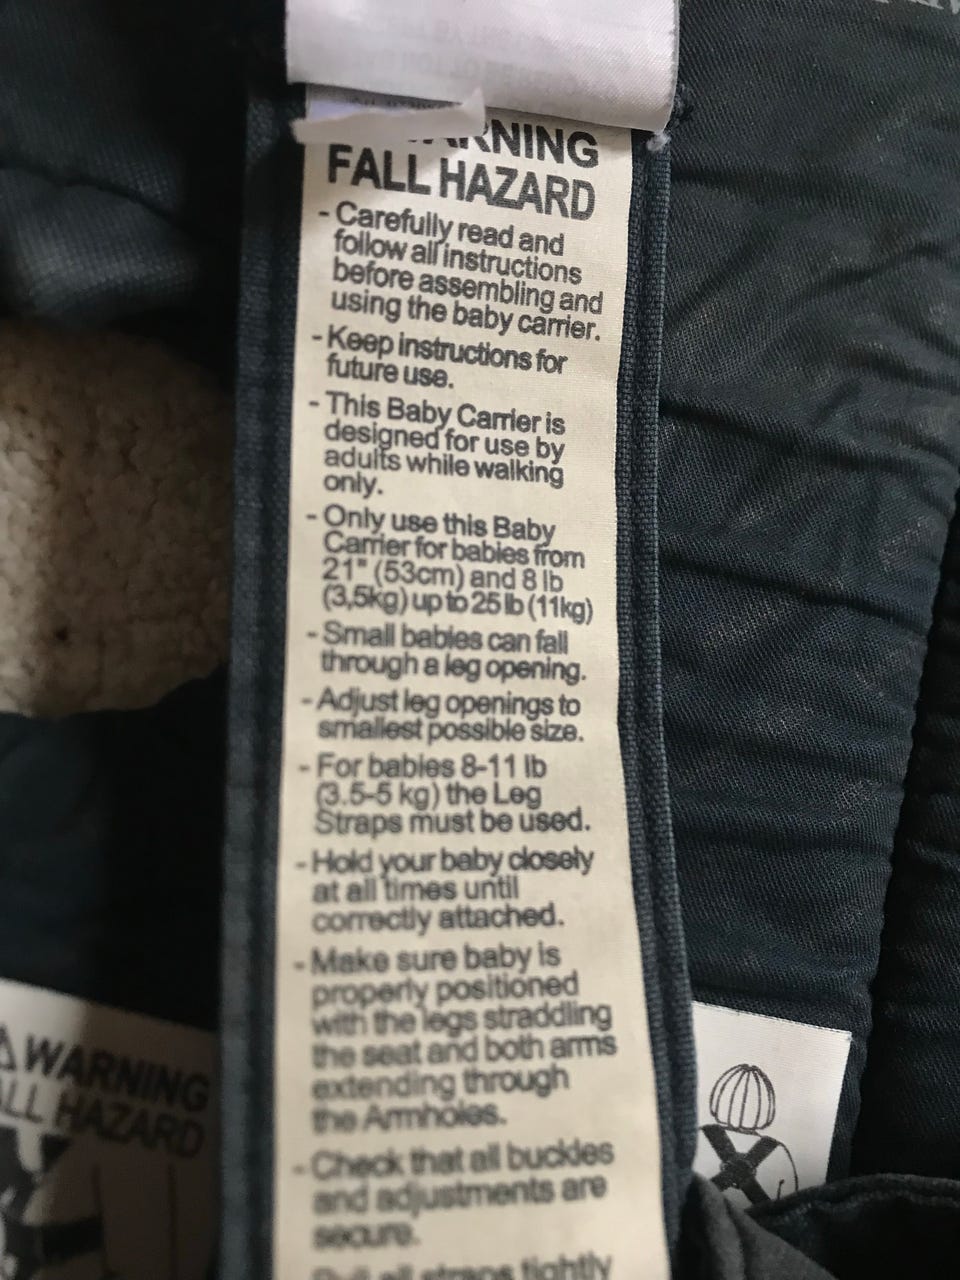 WARNING
FALL HAZARD
- Carefully read and
follow all instructions
before assembling and
using the baby carrier.
- Keep instructions for
future use.
- This Baby Carrier is
designed for use by
adults while walking
only.
- Only use this Baby
Carrier for babies from
21" (53cm) and 8 lb
(3,5kg) up to 25 lb (11kg)
- Small babies can fall
through a leg opening.
- Adjust leg openings to
smallest possible size.
- For babies 8-11 lb
(3.5-5 kg) the Leg
Straps must be used.
- Hold your baby closely
at all times until
correctly attached.
- Make sure baby is
properly positioned
with the legs straddling
the seat and both arms
extending through
the Armholes.
- Check that all buckles
and adjustments are
secure.
all straps tightly
⚠ WARNING
ALL HAZARD